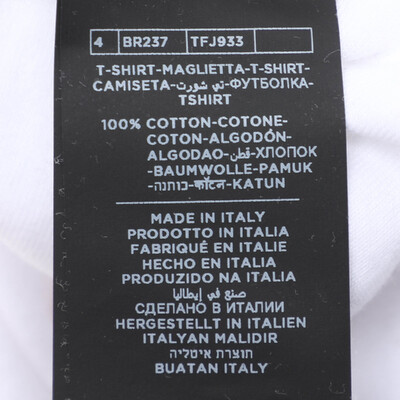 4 BR237 TFJ933
T-SHIRT-MAGLIETTA-T-SHIRT-
CAMISETA-تي شورت-ФУТБОЛКА-
TSHIRT
100% COTTON-COTONE-
COTON-ALGODÓN-
ALGODAO-قطن-ХЛОПОК
-BAUMWOLLE-PAMUK
-כותנה-कॉटन-KATUN
MADE IN ITALY
PRODOTTO IN ITALIA
FABRIQUÉ EN ITALIE
HECHO EN ITALIA
PRODUZIDO NA ITALIA
صنع في إيطاليا
СДЕЛАНО В ИТАЛИИ
HERGESTELLT IN ITALIEN
ITALYAN MALIDIR
תוצרת איטליה
BUATAN ITALY